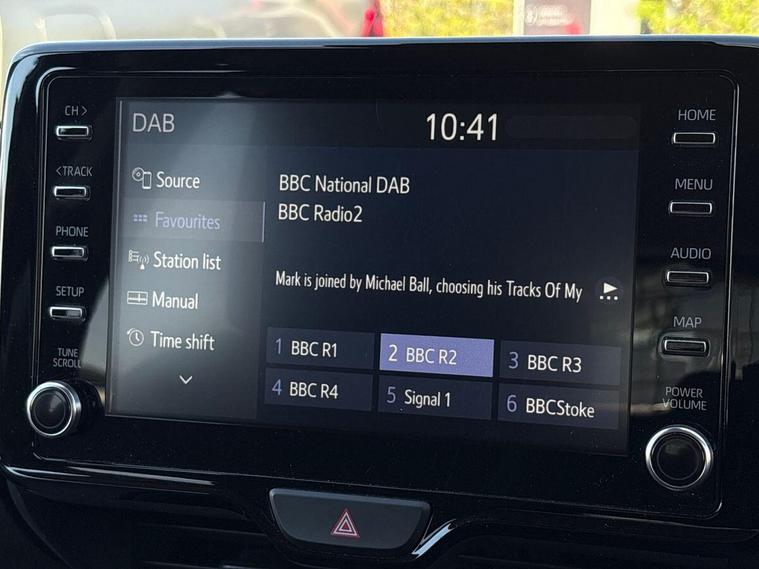 DAB
10:41
CH >
< TRACK
PHONE
SETUP
TUNE
SCROLL
Source
Favourites
Station list
Manual
Time shift
BBC National DAB
BBC Radio2
Mark is joined by Michael Ball, choosing his Tracks Of My
1 BBC R1
2 BBC R2
3 BBC R3
4 BBC R4
5 Signal 1
6 BBCStoke
HOME
MENU
AUDIO
MAP
POWER
VOLUME